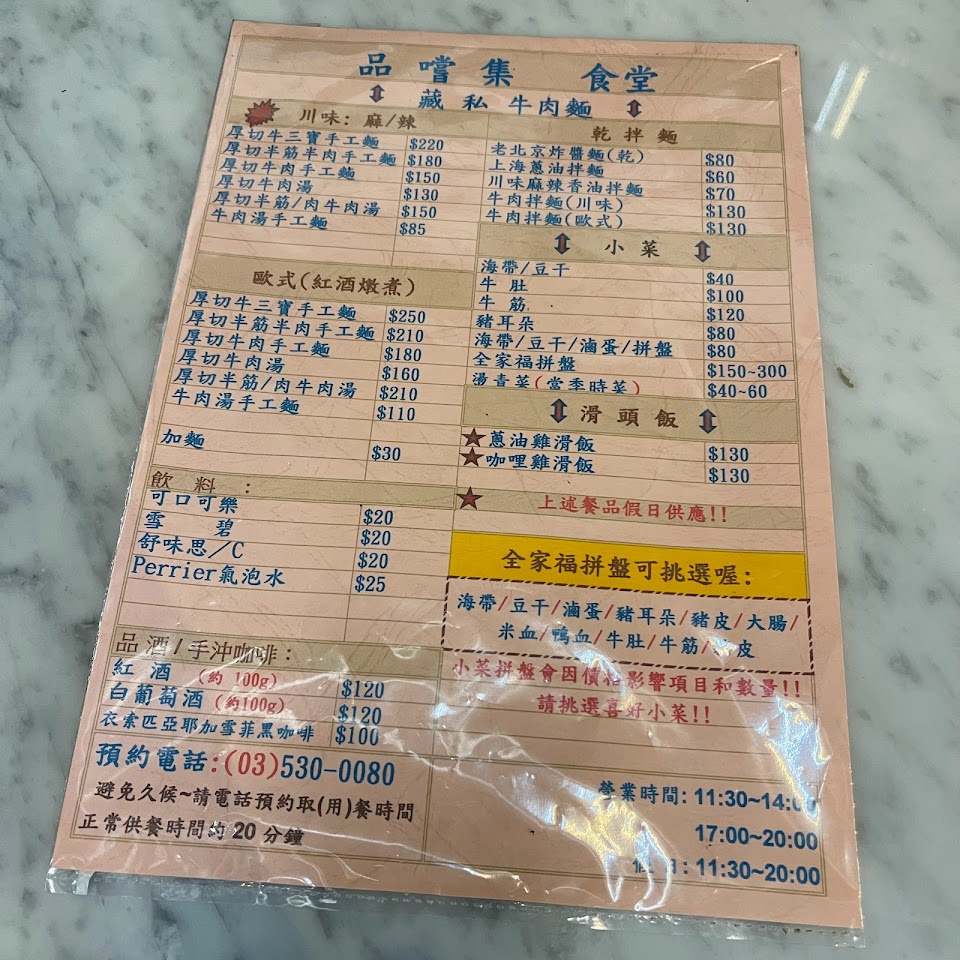 品嚐集 食堂
藏私牛肉麵
川味: 麻/辣
厚切牛三寶手工麵 $220
厚切半筋半肉手工麵 $180
厚切牛肉手工麵 $150
厚切牛肉湯 $130
厚切半筋/肉牛肉湯 $150
牛肉湯手工麵 $85
歐式(紅酒燉煮)
厚切牛三寶手工麵 $250
厚切半筋半肉手工麵 $210
厚切牛肉手工麵 $180
厚切牛肉湯 $160
厚切半筋/肉牛肉湯 $210
牛肉湯手工麵 $110
加麵 $30
飲料:
可口可樂 $20
雪碧 $20
舒味思/C $20
Perrier氣泡水 $25
品酒/手沖咖啡:
紅酒 (約 100g) $120
白葡萄酒 (約100g) $120
衣索匹亞耶加雪菲黑咖啡 $100
預約電話:(03)530-0080
避免久候~請電話預約取(用)餐時間
正常供餐時間約 20 分鐘
乾拌麵
老北京炸醬麵(乾) $80
上海蔥油拌麵 $60
川味麻辣香油拌麵 $70
牛肉拌麵(川味) $130
牛肉拌麵(歐式) $130
小菜
海帶/豆干 $40
牛肚 $100
牛筋 $120
豬耳朵 $80
海帶/豆干/滷蛋/拼盤 $80
全家福拼盤 $150~300
燙青菜(當季時菜) $40~60
滑頭飯
蔥油雞滑飯 $130
咖哩雞滑飯 $130
上述餐品假日供應!!
全家福拼盤可挑選喔:
海帶/豆干/滷蛋/豬耳朵/豬皮/大腸/
米血/鴨血/牛肚/牛筋/皮
小菜拼盤會因價格影響項目和數量!!
請挑選喜好小菜!!
營業時間: 11:30~14:00
17:00~20:00
假日: 11:30~20:00